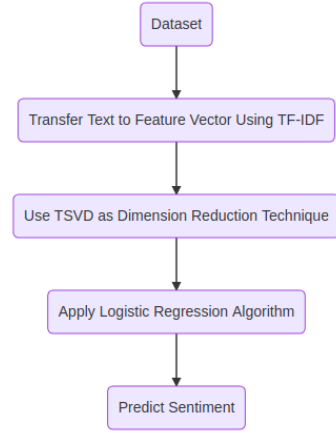 Dataset
Transfer Text to Feature Vector Using TF-IDF
Use TSVD as Dimension Reduction Technique
Apply Logistic Regression Algorithm
Predict Sentiment